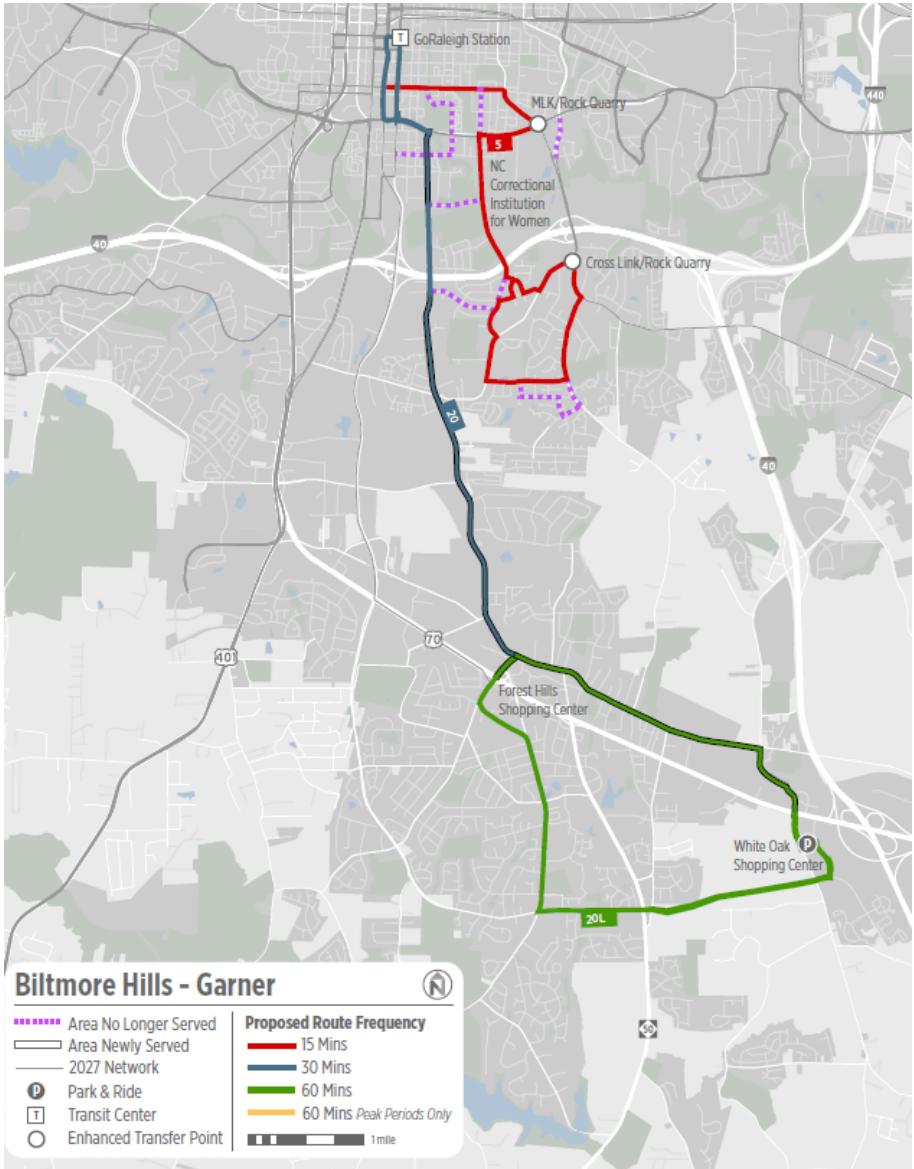 T
GoRaleigh Station
440
MLK/Rock Quarry
5
NC
Correctional
Institution
for Women
40
Cross Link/Rock Quarry
20
40
70
401
Forest Hills
Shopping Center
White Oak
Shopping Center
P
20L
50
Biltmore Hills - Garner
N
Area No Longer Served
Area Newly Served
2027 Network
P
Park & Ride
T
Transit Center
Enhanced Transfer Point
Proposed Route Frequency
15 Mins
30 Mins
60 Mins
60 Mins Peak Periods Only
1 mile